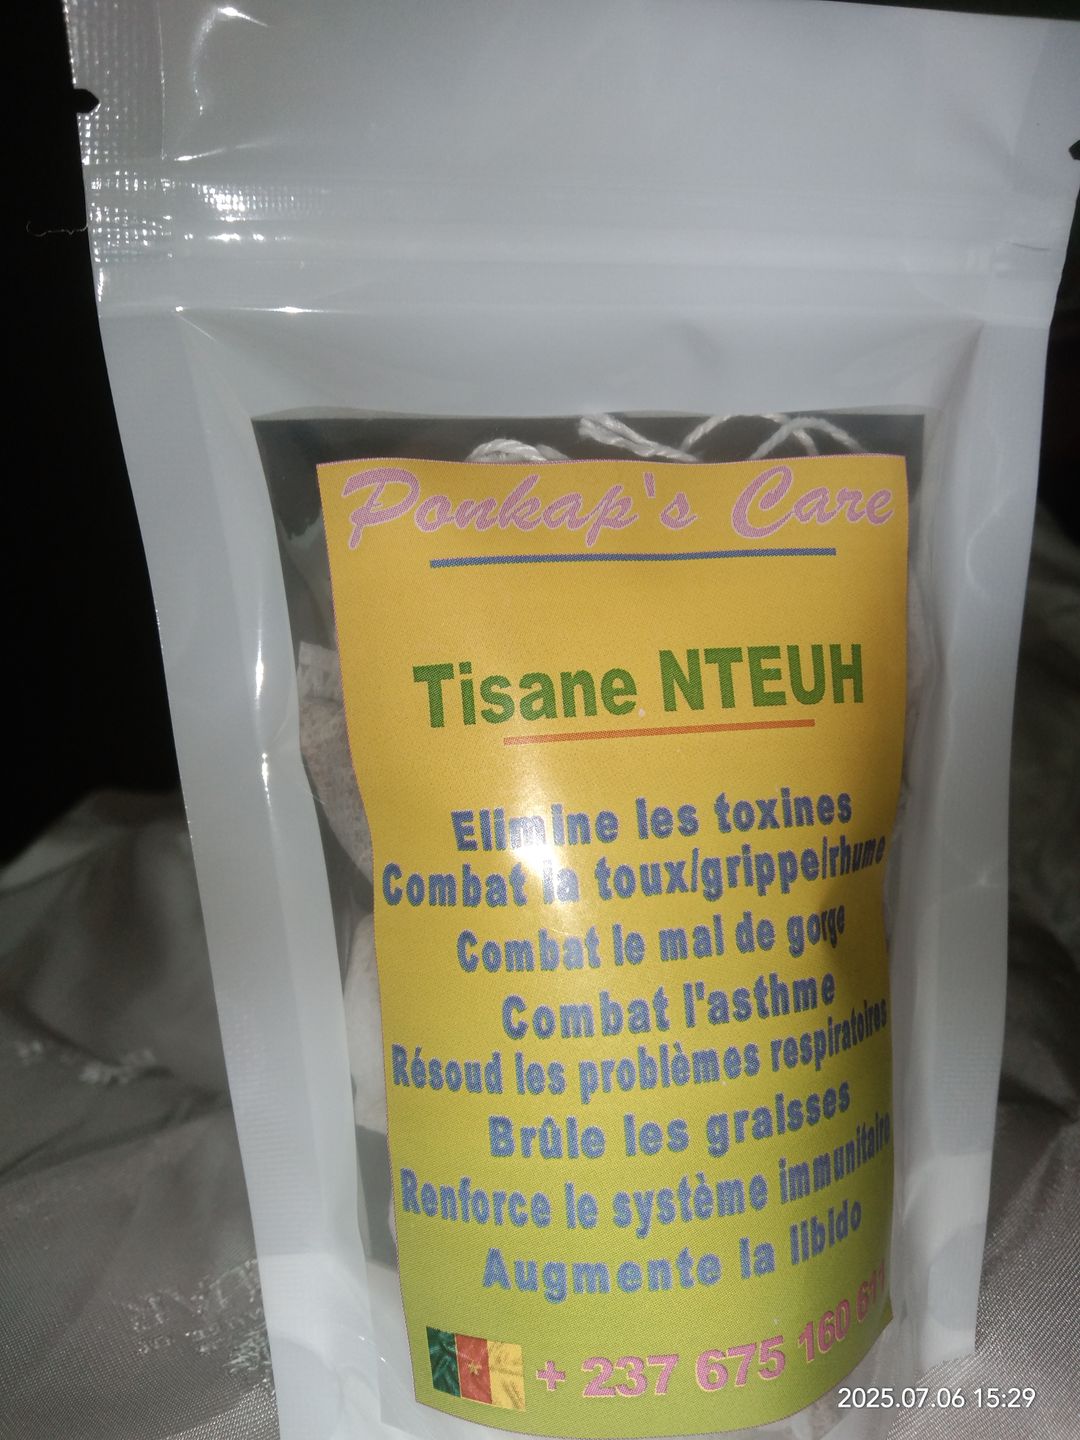 Ponkap's Care
Tisane NTEUH
Elimine les toxines
Combat la toux/grippe/rhume
Combat le mal de gorge
Combat l'asthme
Résoud les problèmes respiratoires
Brûle les graisses
Renforce le système immunitaire
Augmente la libido
+ 237 675 160 611
2025.07.06 15:29